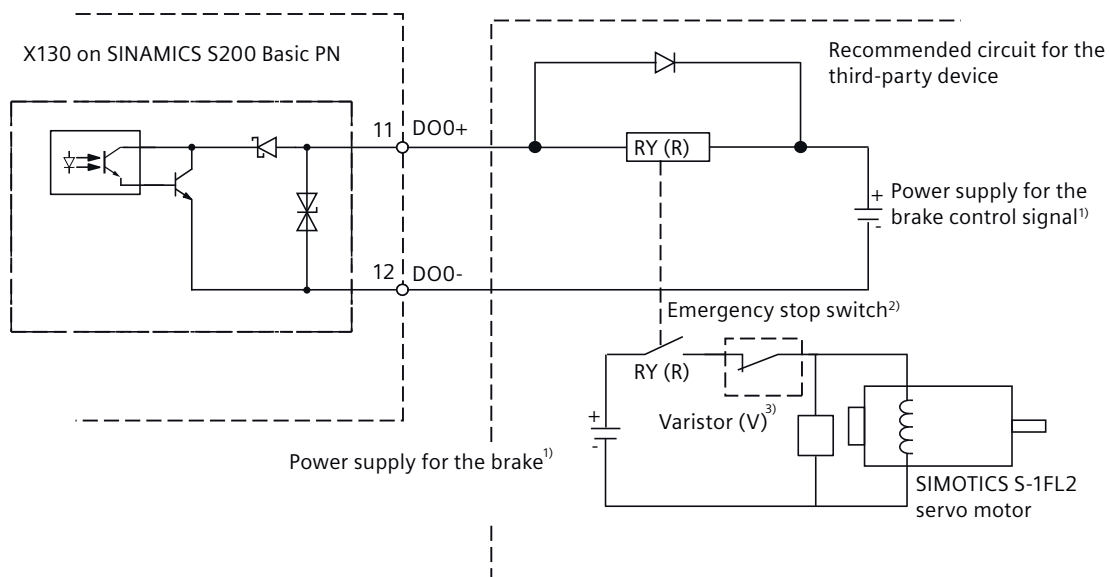 X130 on SINAMICS S200 Basic PN
Recommended circuit for the
third-party device
11 DO0+
RY (R)
+
Power supply for the
brake control signal1)
-
12 DO0-
Emergency stop switch2)
RY (R)
+
-
Varistor (V)3)
Power supply for the brake1)
SIMOTICS S-1FL2
servo motor